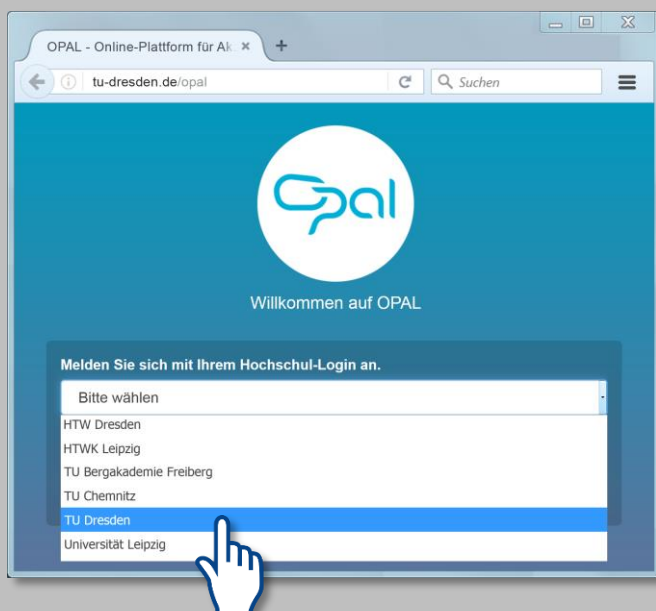 OPAL - Online-Plattform für Ak
tu-dresden.de/opal
Suchen
Opal
Willkommen auf OPAL
Melden Sie sich mit Ihrem Hochschul-Login an.
Bitte wählen
HTW Dresden
HTWK Leipzig
TU Bergakademie Freiberg
TU Chemnitz
TU Dresden
Universität Leipzig